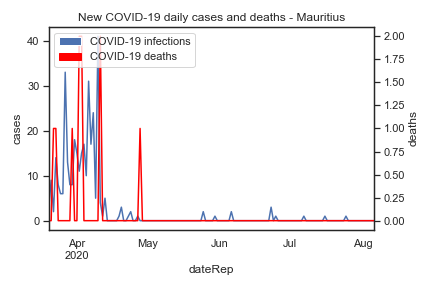 New COVID-19 daily cases and deaths - Mauritius
COVID-19 infections
COVID-19 deaths
cases
40
30
20
10
0
2.00
1.75
1.50
1.25
1.00
0.75
0.50
0.25
0.00
deaths
Apr May Jun Jul Aug
2020
dateRep